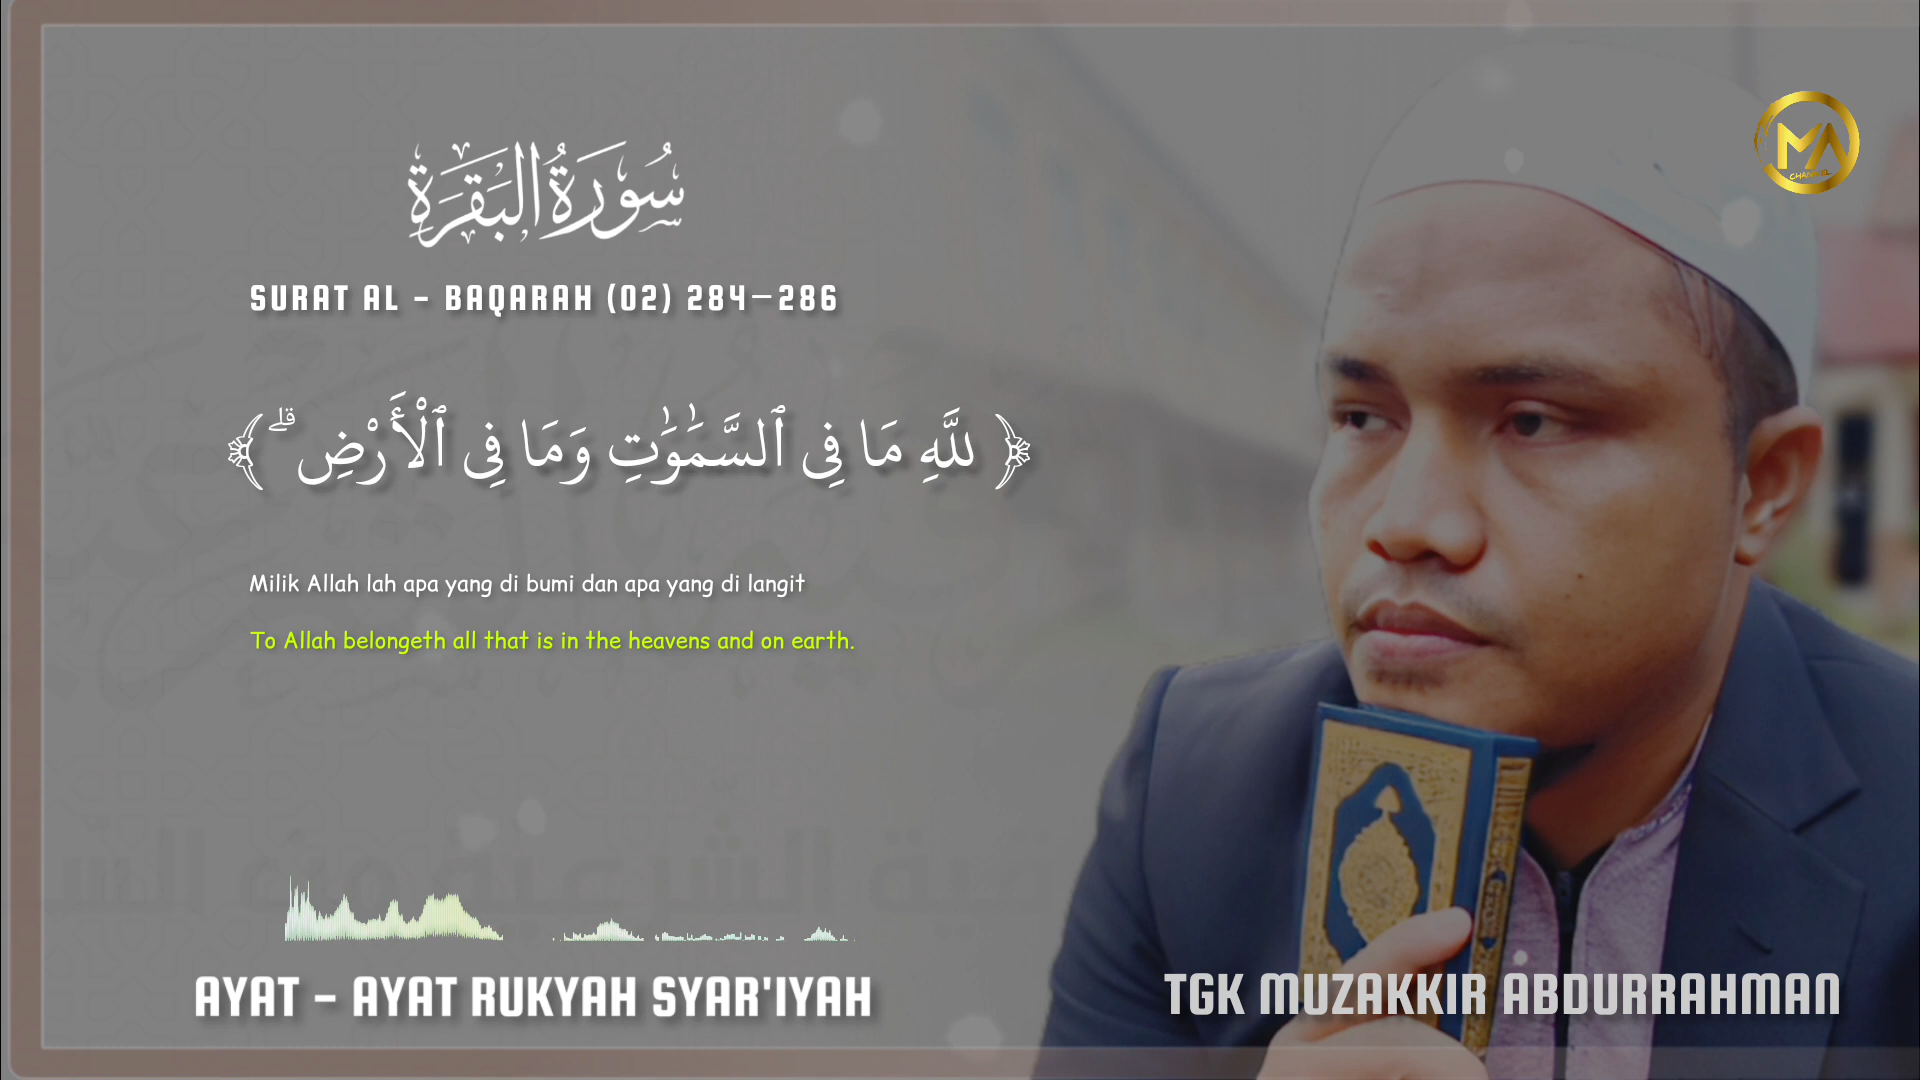 سُورَةُ البَقَرَةِ
SURAT AL - BAQARAH (02) 284–286
﴿ لِلَّهِ مَا فِى ٱلسَّمَـٰوَٰتِ وَمَا فِى ٱلْأَرْضِ ۗ ﴾
Milik Allah lah apa yang di bumi dan apa yang di langit
To Allah belongeth all that is in the heavens and on earth.
AYAT - AYAT RUKYAH SYAR'IYAH
TGK MUZAKKIR ABDURRAHMAN
MA
CHANNEL